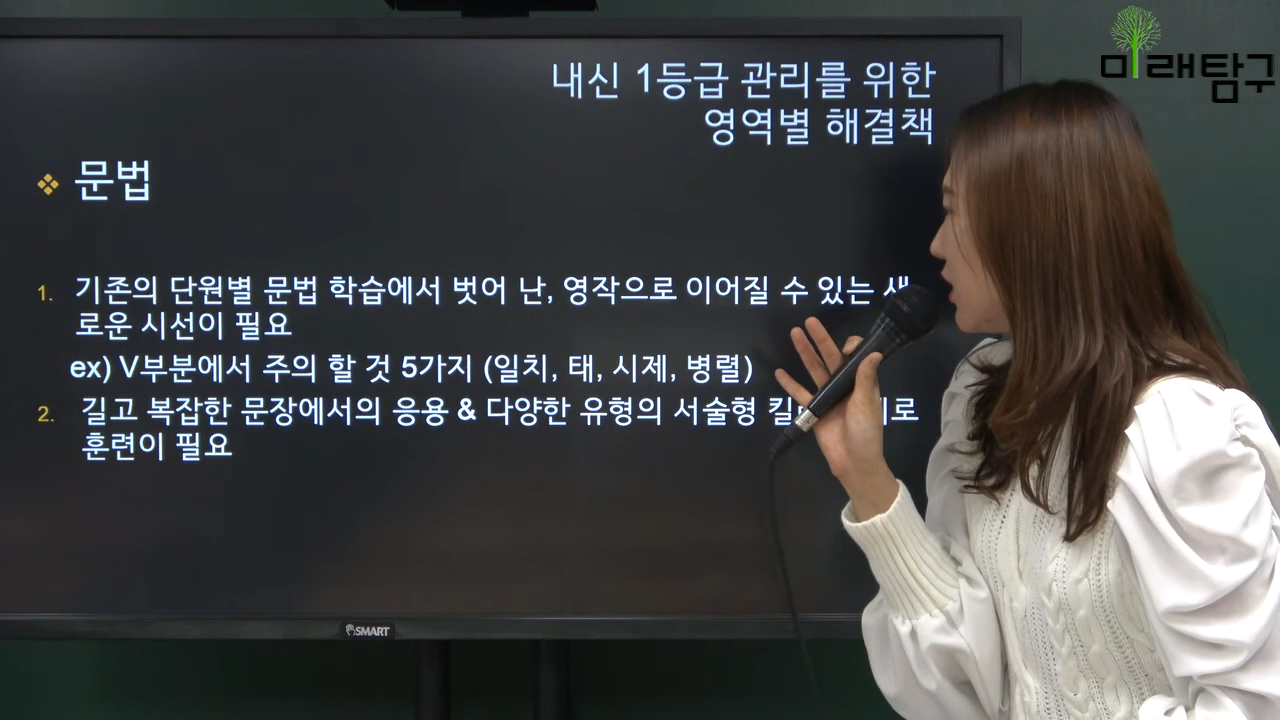 미래탐구
내신 1등급 관리를 위한
영역별 해결책
❖ 문법
1. 기존의 단원별 문법 학습에서 벗어 난, 영작으로 이어질 수 있는 새
로운 시선이 필요
ex) V부분에서 주의 할 것 5가지 (일치, 태, 시제, 병렬)
2. 길고 복잡한 문장에서의 응용 & 다양한 유형의 서술형 로
훈련이 필요
SMART